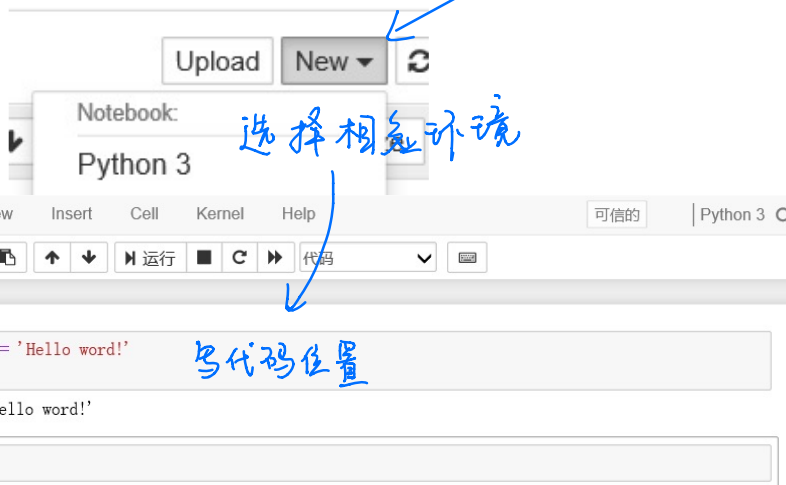 Upload New
Notebook:
选择相应环境
Python 3
Insert Cell Kernel Help 可信的 Python 3
运行 代码
= 'Hello word!'
写代码位置
ello word!'